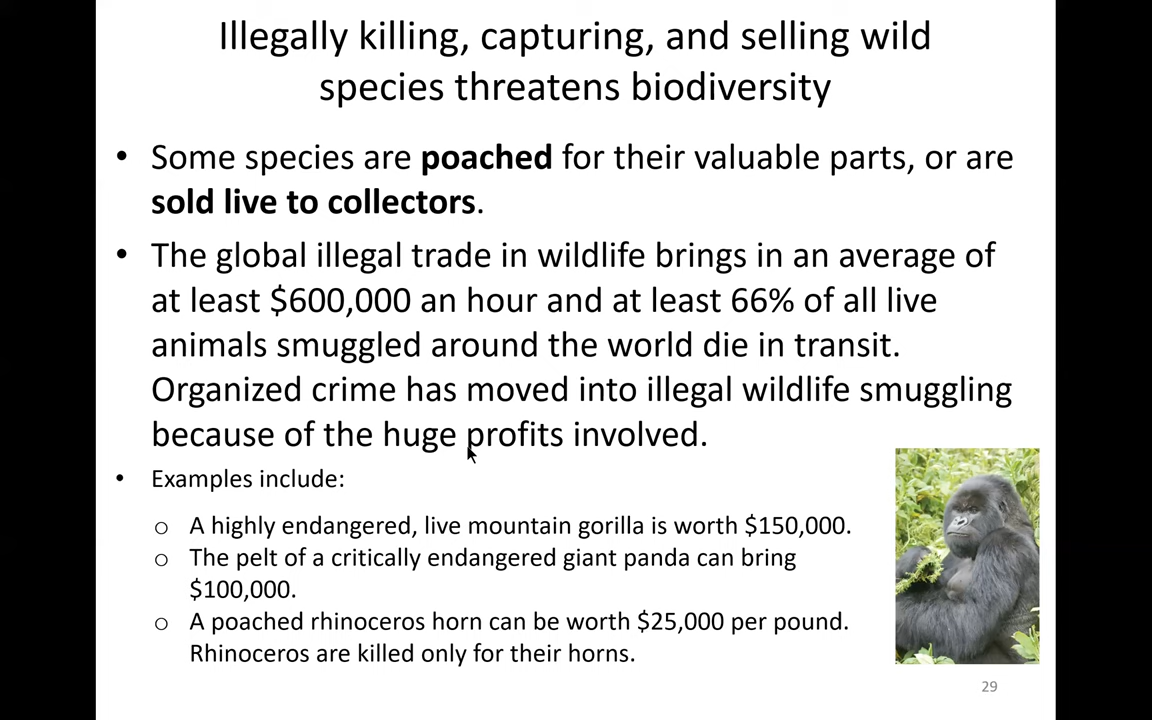 Illegally killing, capturing, and selling wild
species threatens biodiversity
• Some species are poached for their valuable parts, or are
sold live to collectors.
• The global illegal trade in wildlife brings in an average of
at least $600,000 an hour and at least 66% of all live
animals smuggled around the world die in transit.
Organized crime has moved into illegal wildlife smuggling
because of the huge profits involved.
• Examples include:
o A highly endangered, live mountain gorilla is worth $150,000.
o The pelt of a critically endangered giant panda can bring
$100,000.
o A poached rhinoceros horn can be worth $25,000 per pound.
Rhinoceros are killed only for their horns.
29